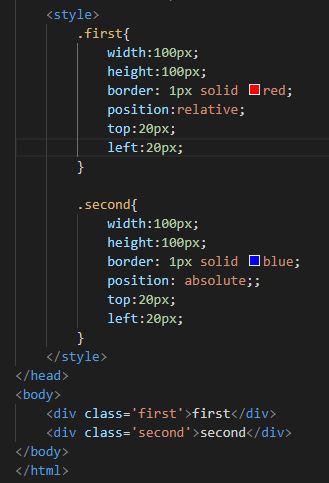 <style>
.first{
width:100px;
height:100px;
border: 1px solid red;
position:relative;
top:20px;
left:20px;
}
.second{
width:100px;
height:100px;
border: 1px solid blue;
position: absolute;;
top:20px;
left:20px;
}
</style>
</head>
<body>
<div class='first'>first</div>
<div class='second'>second</div>
</body>
</html>